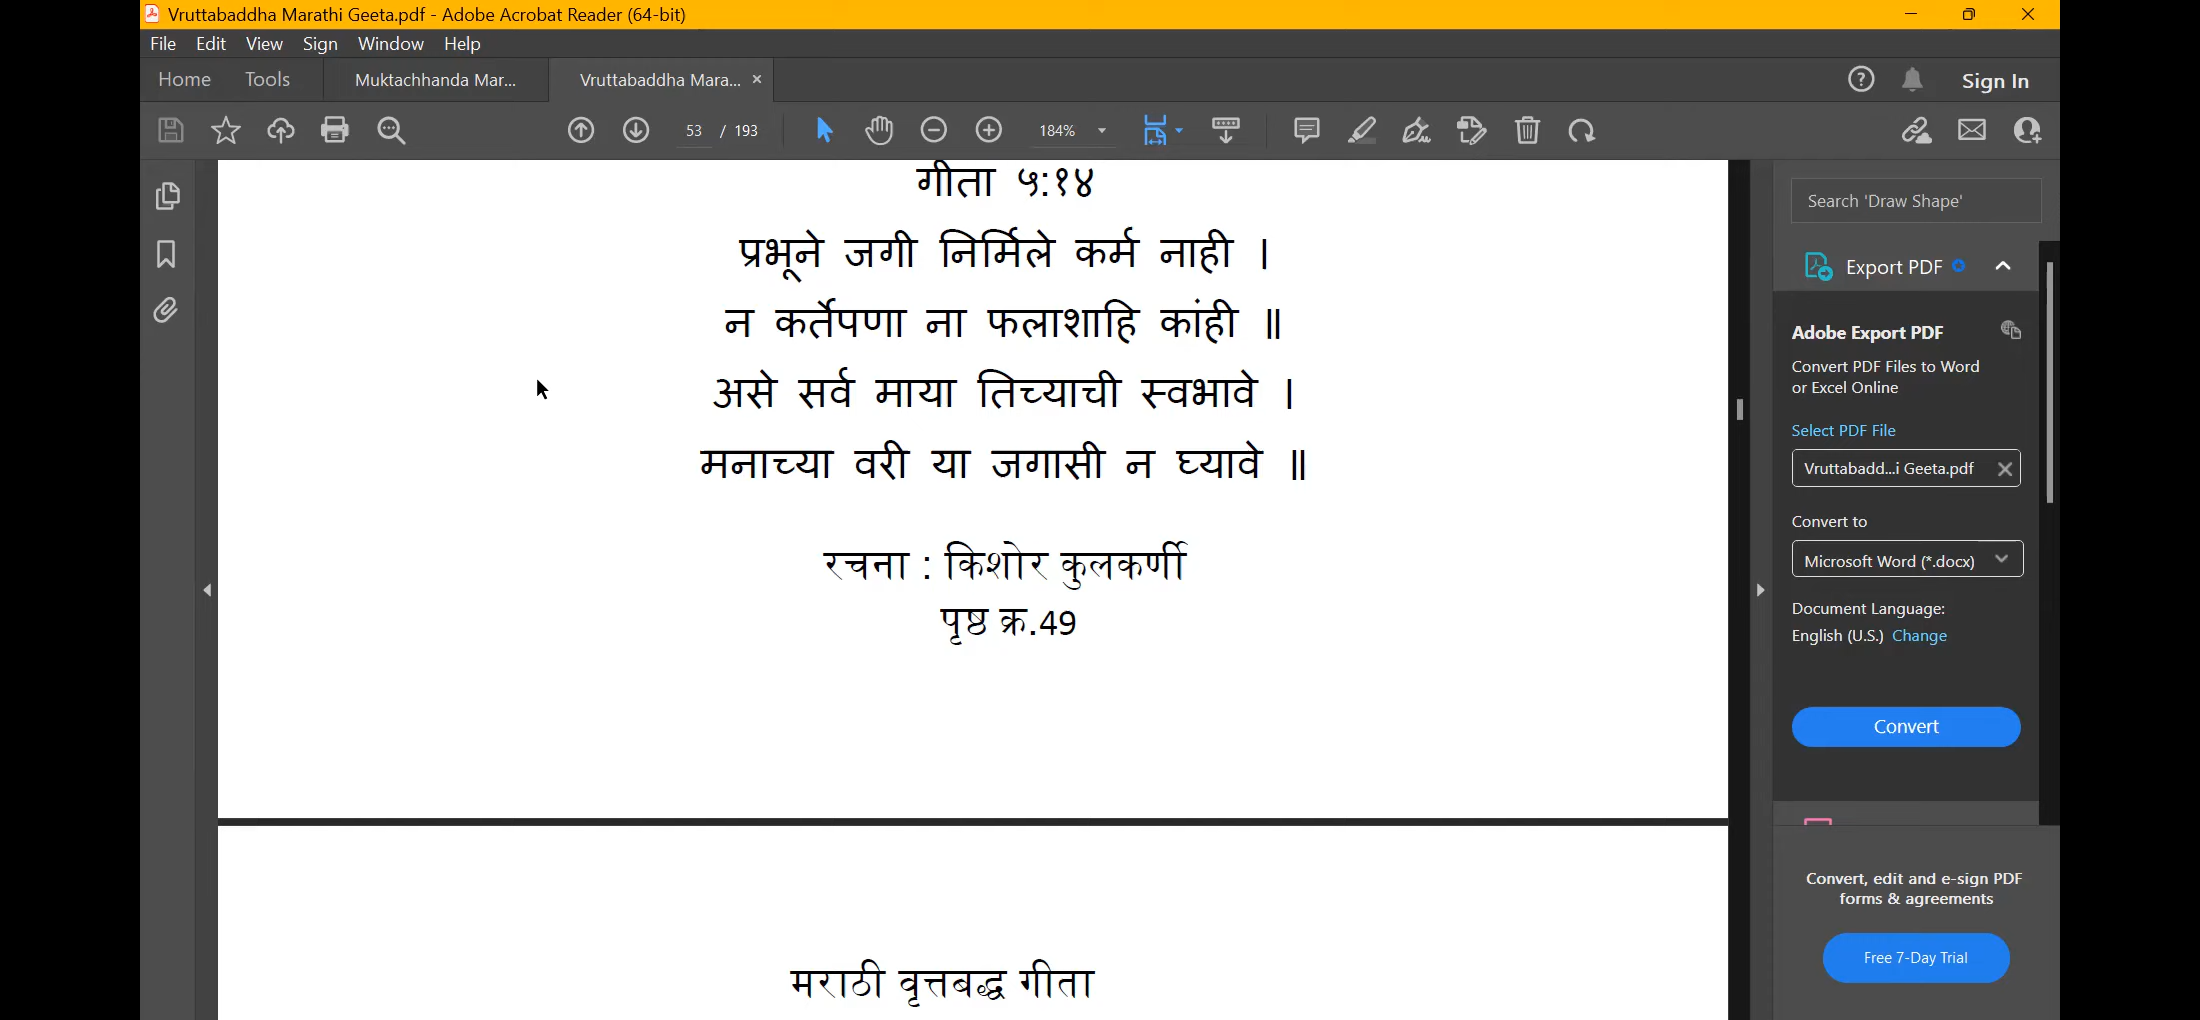 Vruttabaddha Marathi Geeta.pdf - Adobe Acrobat Reader (64-bit)
File Edit View Sign Window Help
Home Tools Muktachhanda Mar... Vruttabaddha Mara... × Sign In
53 / 193 184%
गीता ५:१४
प्रभूने जगी निर्मिले कर्म नाही ।
न कर्तेपणा ना फलाशाहि कांही ॥
असे सर्व माया तिच्याची स्वभावे ।
मनाच्या वरी या जगासी न घ्यावे ॥
रचना : किशोर कुलकर्णी
पृष्ठ क्र.49
मराठी वृत्तबद्ध गीता
Search 'Draw Shape'
Export PDF
Adobe Export PDF
Convert PDF Files to Word
or Excel Online
Select PDF File
Vruttabadd...i Geeta.pdf
Convert to
Microsoft Word (*.docx)
Document Language:
English (U.S.) Change
Convert
Convert, edit and e-sign PDF
forms & agreements
Free 7-Day Trial